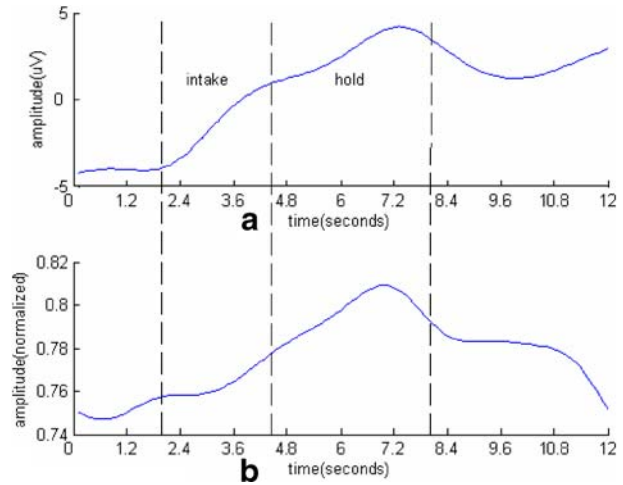 5
amplitude(uV)
intake
hold
0
-5
0 1.2 2.4 3.6 4.8 6 7.2 8.4 9.6 10.8 12
a
time(seconds)
0.82
amplitude(normalized)
0.8
0.78
0.76
0.74
0 1.2 2.4 3.6 4.8 6 7.2 8.4 9.6 10.8 12
b
time(seconds)